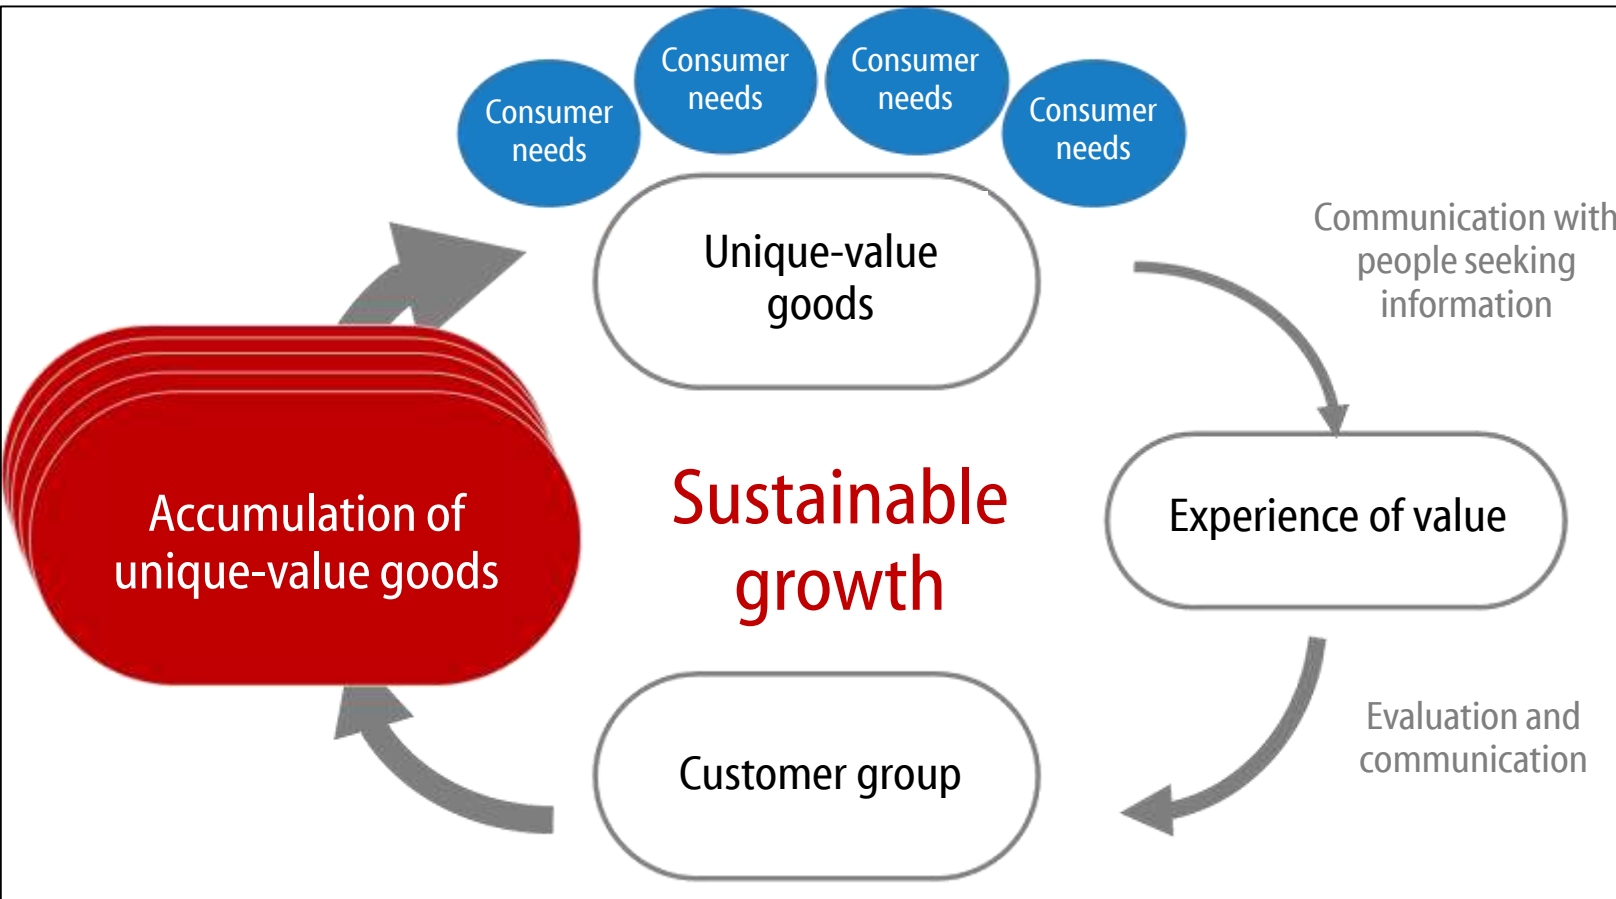 Consumer
needs
Consumer
needs
Consumer
needs
Consumer
needs
Unique-value
goods
Communication with
people seeking
information
Experience of value
Sustainable
growth
Accumulation of
unique-value goods
Evaluation and
communication
Customer group